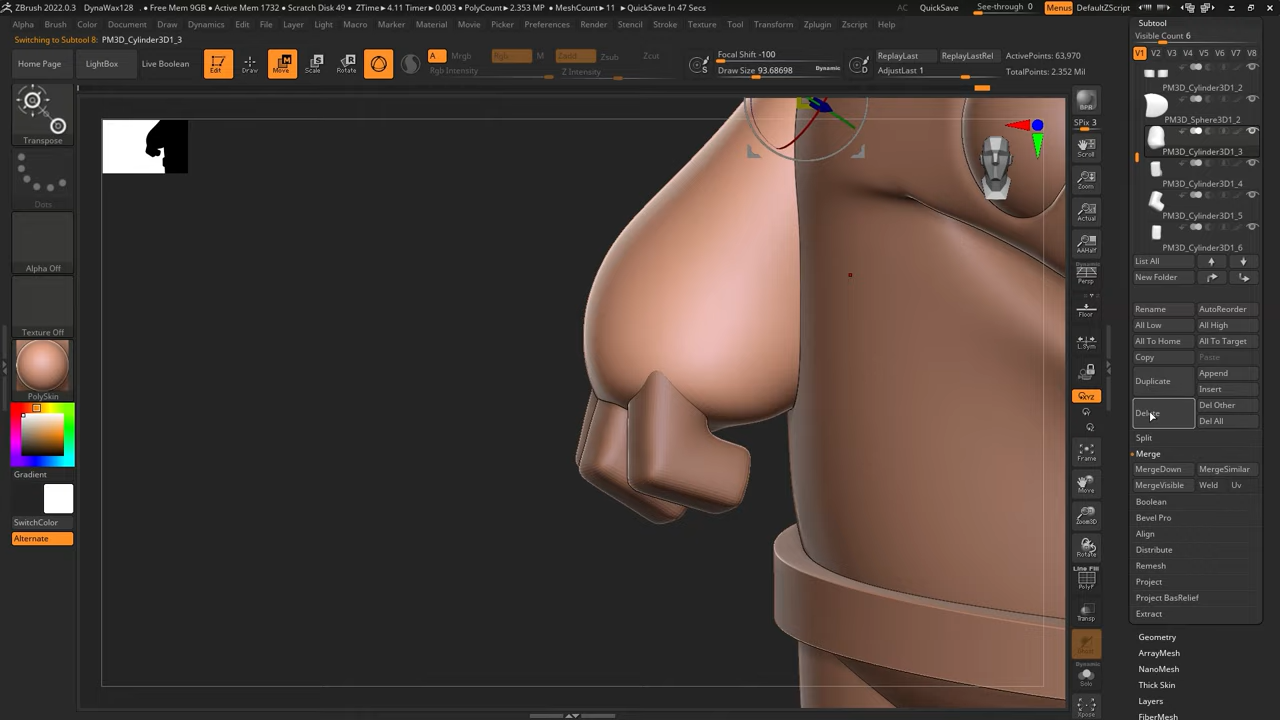 ZBrush 2022.0.3 DynaWax128 . • Free Mem 9GB • Active Mem 1732 • Scratch Disk 49 • ZTime▸4.11 Timer▸0.003 • PolyCount▸2.353 MP • MeshCount▸11 • QuickSave In 47 Secs AC QuickSave See-through 0 Menus DefaultZScript
Alpha Brush Color Document Draw Dynamics Edit File Layer Light Macro Marker Material Movie Picker Preferences Render Stencil Stroke Texture Tool Transform Zplugin Zscript Help
Switching to Subtool 8: PM3D_Cylinder3D1_3
Home Page LightBox Live Boolean
Edit Draw Move Scale Rotate
A Mrgb Rgb M Zadd Zsub Zcut
Rgb Intensity Z Intensity
S
Focal Shift -100
Draw Size 93.68698 Dynamic
D
ReplayLast ReplayLastRel
AdjustLast 1
ActivePoints: 63,970
TotalPoints: 2.352 Mil
Transpose
Dots
Alpha Off
Texture Off
PolySkin
Gradient
SwitchColor
Alternate
BPR
SPix 3
Scroll
Zoom
Actual
AAHalf
Dynamic
Persp
Floor
L.Sym
XYZ
Frame
Move
Zoom3D
Rotate
Line Fill
PolyF
Transp
Dynamic
Solo
Xpose
Subtool
Visible Count 6
V1 V2 V3 V4 V5 V6 V7 V8
PM3D_Cylinder3D1_2
PM3D_Sphere3D1_2
PM3D_Cylinder3D1_3
PM3D_Cylinder3D1_4
PM3D_Cylinder3D1_5
PM3D_Cylinder3D1_6
List All
New Folder
Rename AutoReorder
All Low All High
All To Home All To Target
Copy Paste
Duplicate Append
Insert
Delete Del Other
Del All
Split
Merge
MergeDown MergeSimilar
MergeVisible Weld Uv
Boolean
Bevel Pro
Align
Distribute
Remesh
Project
Project BasRelief
Extract
Geometry
ArrayMesh
NanoMesh
Thick Skin
Layers
FiberMesh